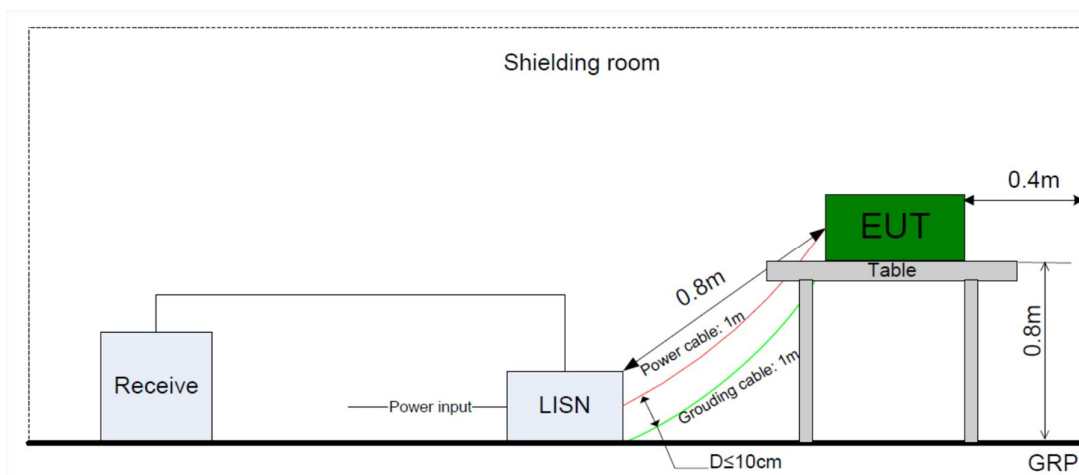 Shielding room
0.4m
EUT
Table
0.8m
Power cable: 1m
0.8m
Grouding cable: 1m
Receive
Power input
LISN
D≤10cm
GRP